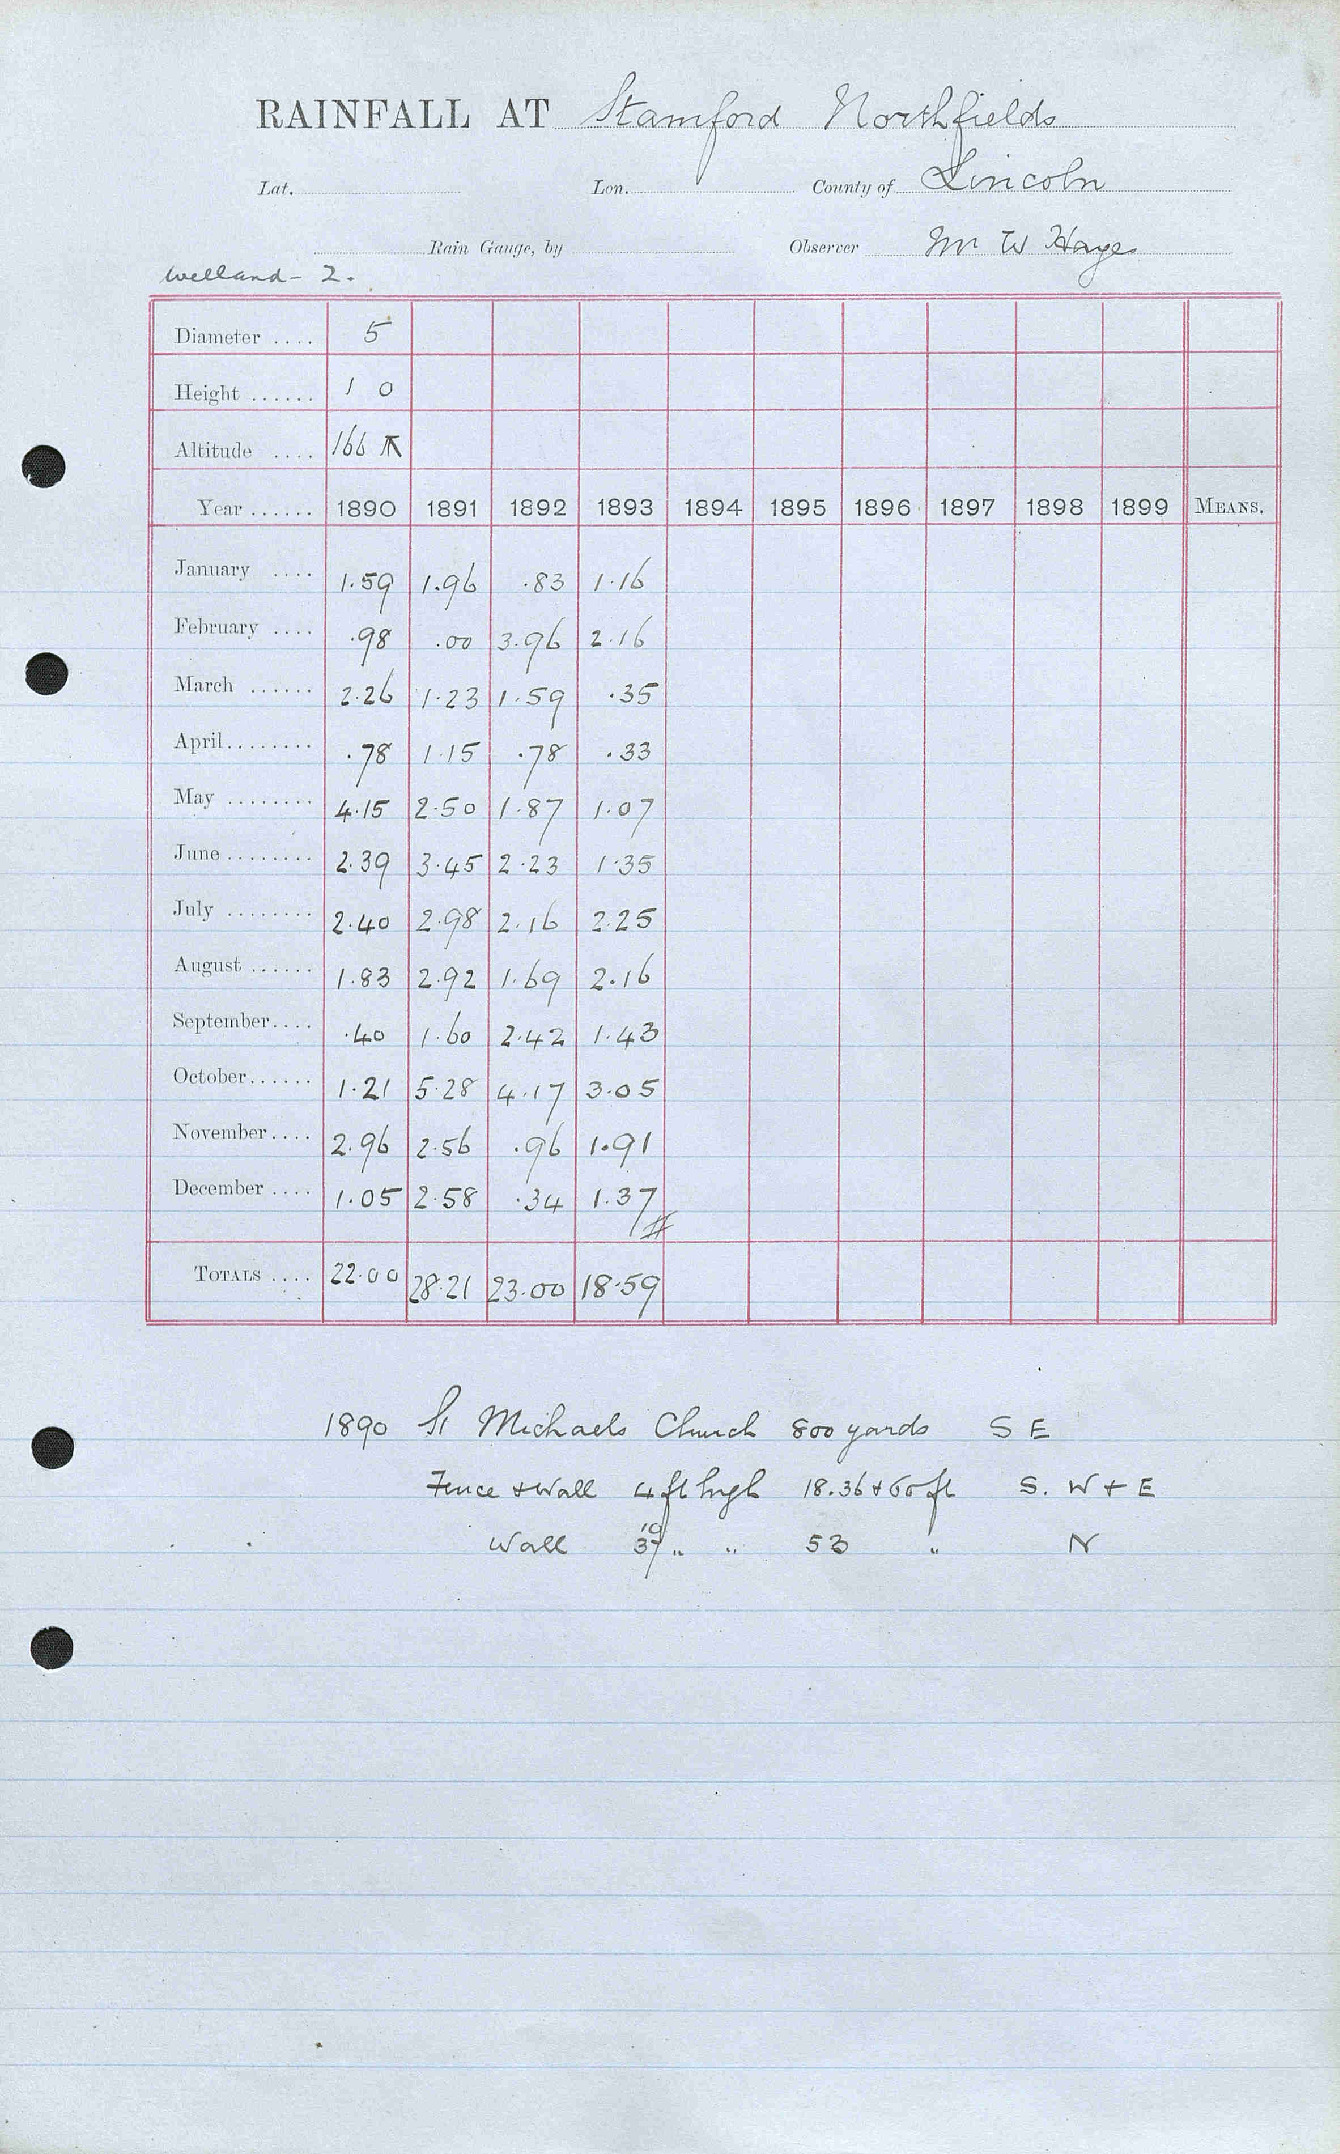 RAINFALL AT Stamford Northfields
Lat. Lon. County of Lincoln
Rain Gauge, by Observer Mr W Hayes
Welland - 2.
Diameter .... 5
Height ...... 1 0
Altitude .... 166
Year ...... 1890 1891 1892 1893 1894 1895 1896 1897 1898 1899 MEANS.
January .... 1.59 1.96 .83 1.16
February .... .98 .00 3.96 2.16
March ...... 2.26 1.23 1.59 .35
April........ .78 1.15 .78 .33
May ........ 4.15 2.50 1.87 1.07
June ........ 2.39 3.45 2.23 1.35
July ........ 2.40 2.98 2.16 2.25
August ...... 1.83 2.92 1.69 2.16
September.... .40 1.60 2.42 1.43
October...... 1.21 5.28 4.17 3.05
November.... 2.96 2.56 .96 1.91
December .... 1.05 2.58 .34 1.37
TOTALS .... 22.00 28.21 23.00 18.59
1890 St Michaels Church 800 yards S E
Fence + Wall 4 ft high 18.36 + 60 ft S. W + E
Wall 10 " " 53 " N